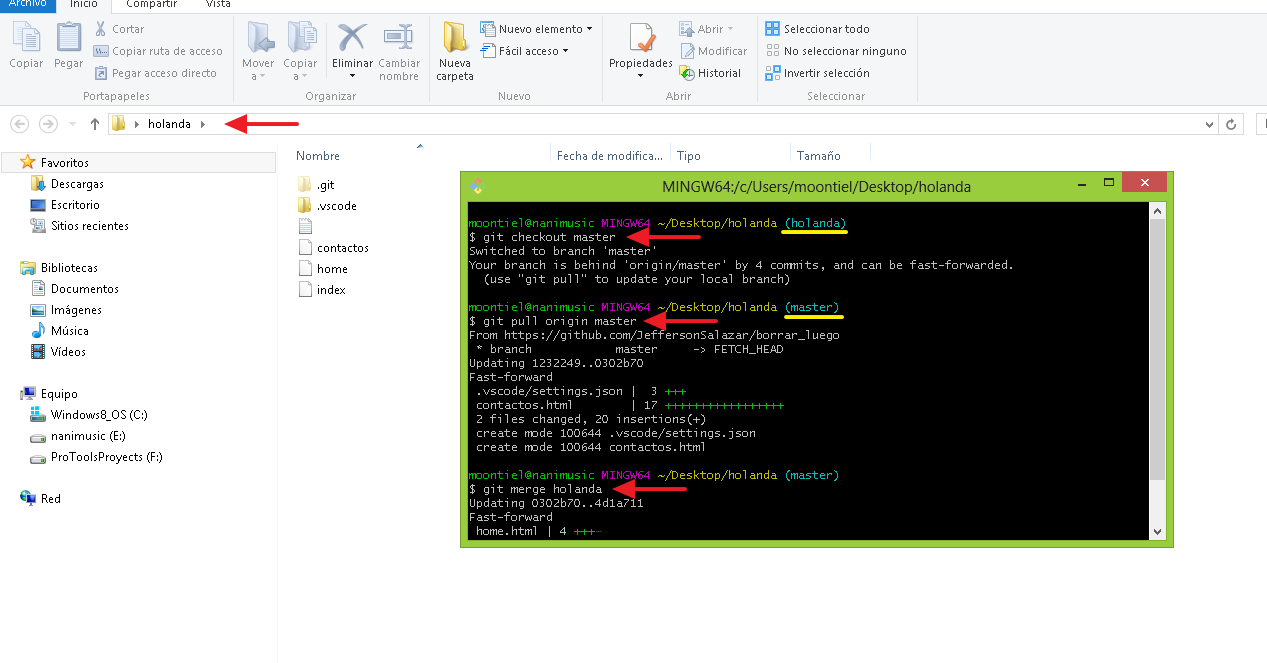 Archivo Inicio Compartir Vista
Copiar
Pegar
Cortar
Copiar ruta de acceso
Pegar acceso directo
Portapapeles
Mover a
Copiar a
Eliminar
Cambiar nombre
Organizar
Nueva carpeta
Nuevo elemento
Fácil acceso
Nuevo
Propiedades
Abrir
Modificar
Historial
Abrir
Seleccionar todo
No seleccionar ninguno
Invertir selección
Seleccionar
holanda
Favoritos
Descargas
Escritorio
Sitios recientes
Bibliotecas
Documentos
Imágenes
Música
Vídeos
Equipo
Windows8_OS (C:)
nanimusic (E:)
ProToolsProyects (F:)
Red
Nombre Fecha de modifica... Tipo Tamaño
.git
.vscode
contactos
home
index
MINGW64:/c/Users/moontiel/Desktop/holanda
moontiel@nanimusic MINGW64 ~/Desktop/holanda (holanda)
$ git checkout master
Switched to branch 'master'
Your branch is behind 'origin/master' by 4 commits, and can be fast-forwarded.
(use "git pull" to update your local branch)
moontiel@nanimusic MINGW64 ~/Desktop/holanda (master)
$ git pull origin master
From https://github.com/JeffersonSalazar/borrar_luego
* branch master -> FETCH_HEAD
Updating 1232249..0302b70
Fast-forward
.vscode/settings.json | 3 +++
contactos.html | 17 +++++++++++++++++
2 files changed, 20 insertions(+)
create mode 100644 .vscode/settings.json
create mode 100644 contactos.html
moontiel@nanimusic MINGW64 ~/Desktop/holanda (master)
$ git merge holanda
Updating 0302b70..4d1a711
Fast-forward
home.html | 4 +++-